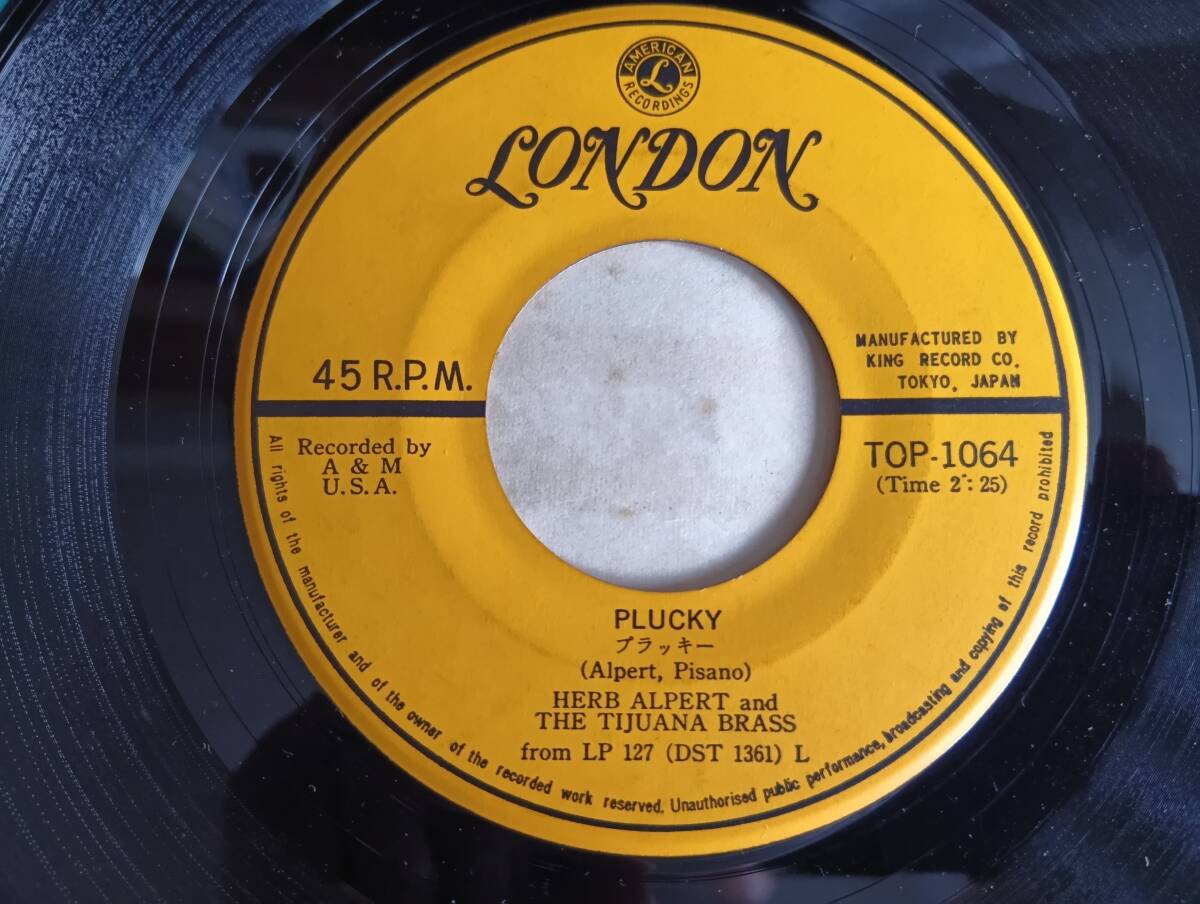 AMERICAN
L
RECORDINGS
LONDON
45 R.P.M.
MANUFACTURED BY
KING RECORD CO.
TOKYO, JAPAN
Recorded by
A & M
U.S.A.
TOP-1064
(Time 2': 25)
PLUCKY
プラッキー
(Alpert, Pisano)
HERB ALPERT and
THE TIJUANA BRASS
from LP 127 (DST 1361) L
All rights of the manufacturer and of the owner of the recorded work reserved. Unauthorised public performance, broadcasting and copying of this record prohibited